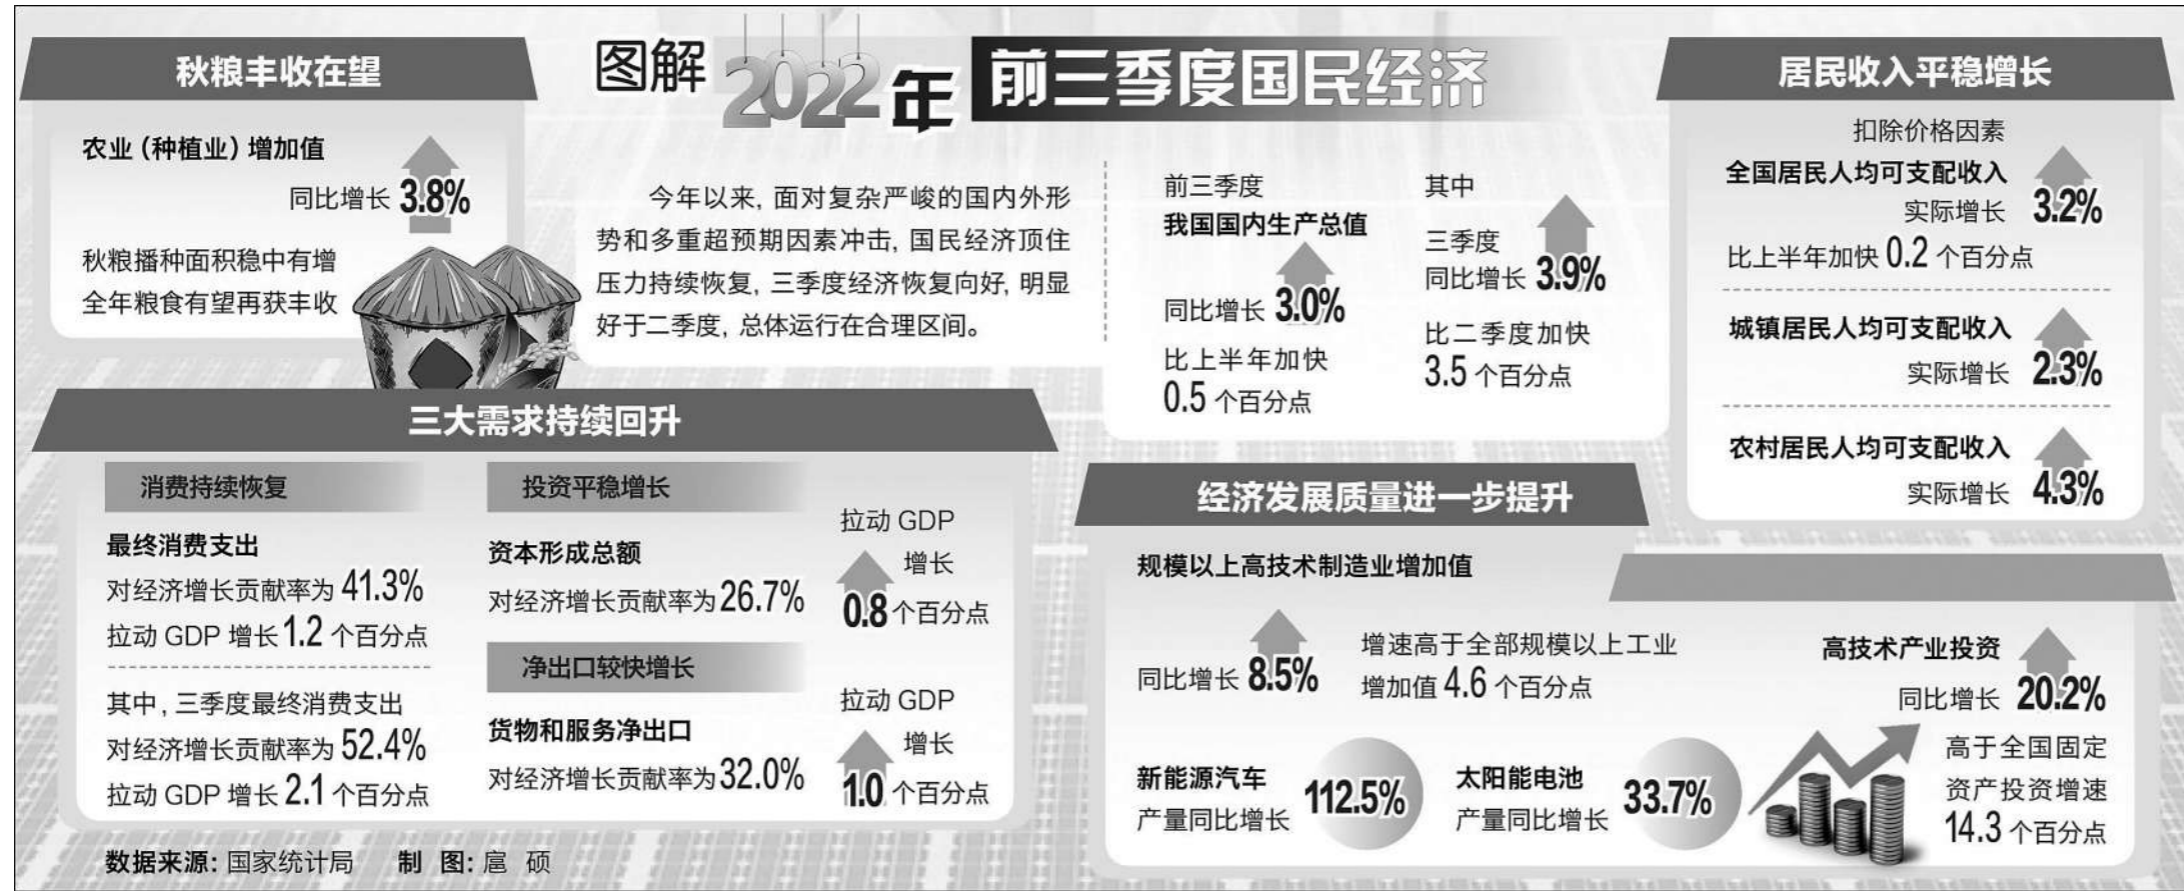 图解2022年前三季度国民经济
秋粮丰收在望
农业（种植业）增加值
同比增长 3.8%
秋粮播种面积稳中有增
全年粮食有望再获丰收
今年以来，面对复杂严峻的国内外形
势和多重超预期因素冲击，国民经济顶住
压力持续恢复，三季度经济恢复向好，明显
好于二季度，总体运行在合理区间。
前三季度
我国国内生产总值
同比增长 3.0%
比上半年加快
0.5 个百分点
其中
三季度
同比增长 3.9%
比二季度加快
3.5 个百分点
居民收入平稳增长
扣除价格因素
全国居民人均可支配收入
实际增长 3.2%
比上半年加快 0.2 个百分点
城镇居民人均可支配收入
实际增长 2.3%
农村居民人均可支配收入
实际增长 4.3%
三大需求持续回升
消费持续恢复
最终消费支出
对经济增长贡献率为 41.3%
拉动 GDP 增长 1.2 个百分点
其中，三季度最终消费支出
对经济增长贡献率为 52.4%
拉动 GDP 增长 2.1 个百分点
投资平稳增长
资本形成总额
对经济增长贡献率为 26.7%
拉动 GDP
增长
0.8 个百分点
净出口较快增长
货物和服务净出口
对经济增长贡献率为 32.0%
拉动 GDP
增长
1.0 个百分点
经济发展质量进一步提升
规模以上高技术制造业增加值
同比增长 8.5%
增速高于全部规模以上工业
增加值 4.6 个百分点
新能源汽车
产量同比增长 112.5%
太阳能电池
产量同比增长 33.7%
高技术产业投资
同比增长 20.2%
高于全国固定
资产投资增速
14.3 个百分点
数据来源：国家统计局 制 图：扈 硕